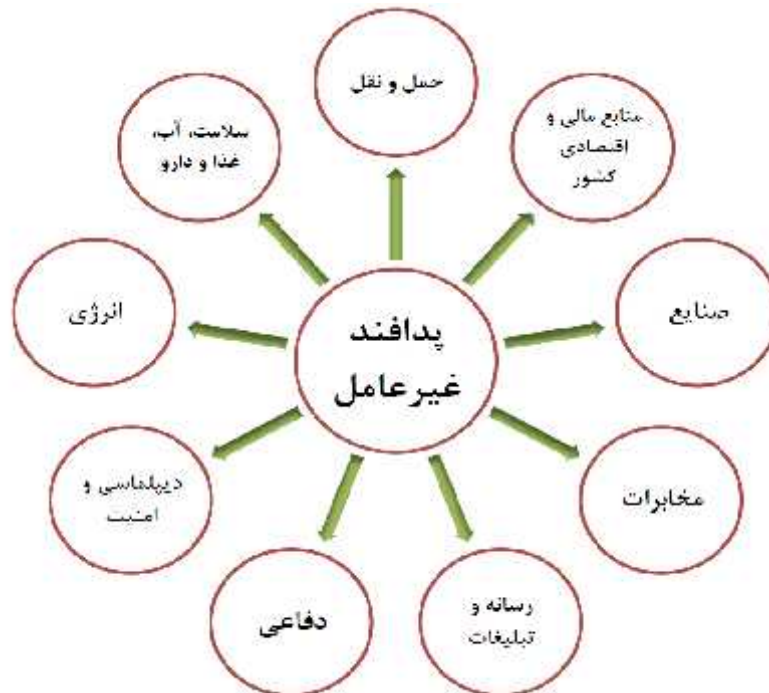 حمل و نقل
منابع مالی و
اقتصادی
کشور
صنایع
مخابرات
رسانه و
تبلیغات
دفاعی
دیپلماسی و
امنیت
انرژی
سلامت، آب،
غذا و دارو
پدافند
غیرعامل